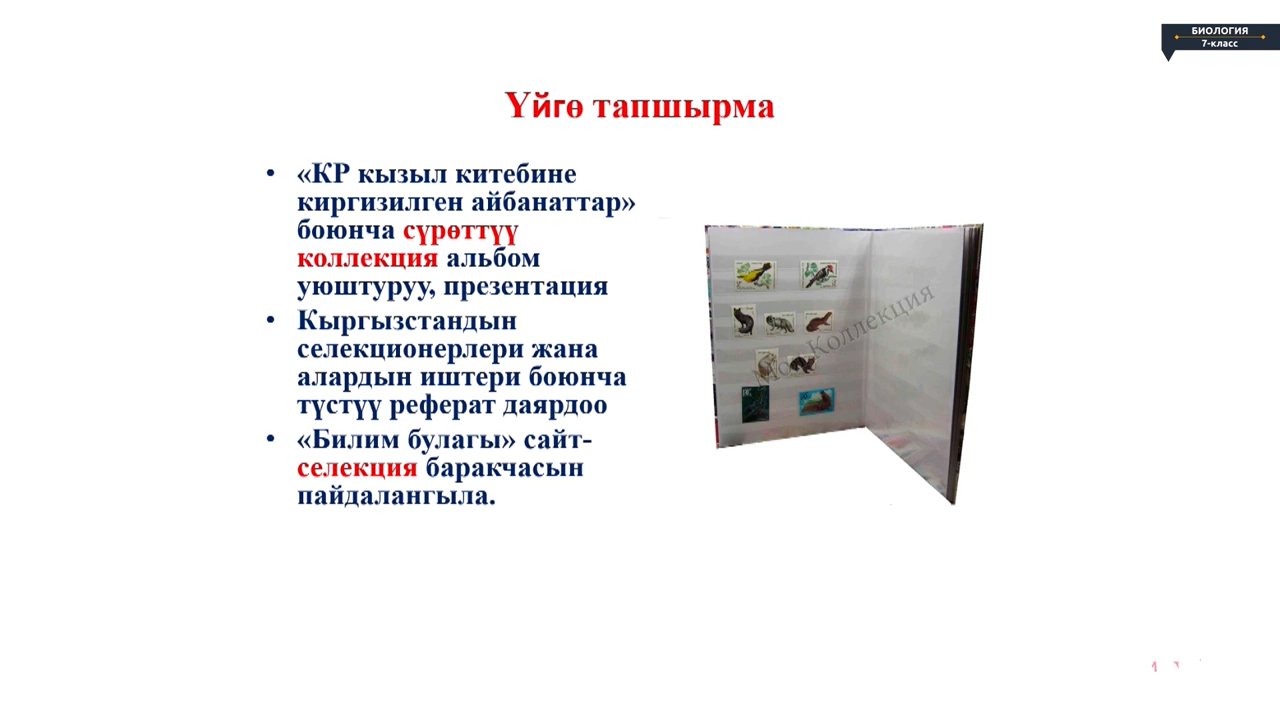 БИОЛОГИЯ
7-класс
Үйгө тапшырма
• «КР кызыл китебине
киргизилген айбанаттар»
боюнча сүрөттүү
коллекция альбом
уюштуруу, презентация
• Кыргызстандын
селекционерлери жана
алардын иштери боюнча
түстүү реферат даярдоо
• «Билим булагы» сайт-
селекция баракчасын
пайдалангыла.
Коллекция